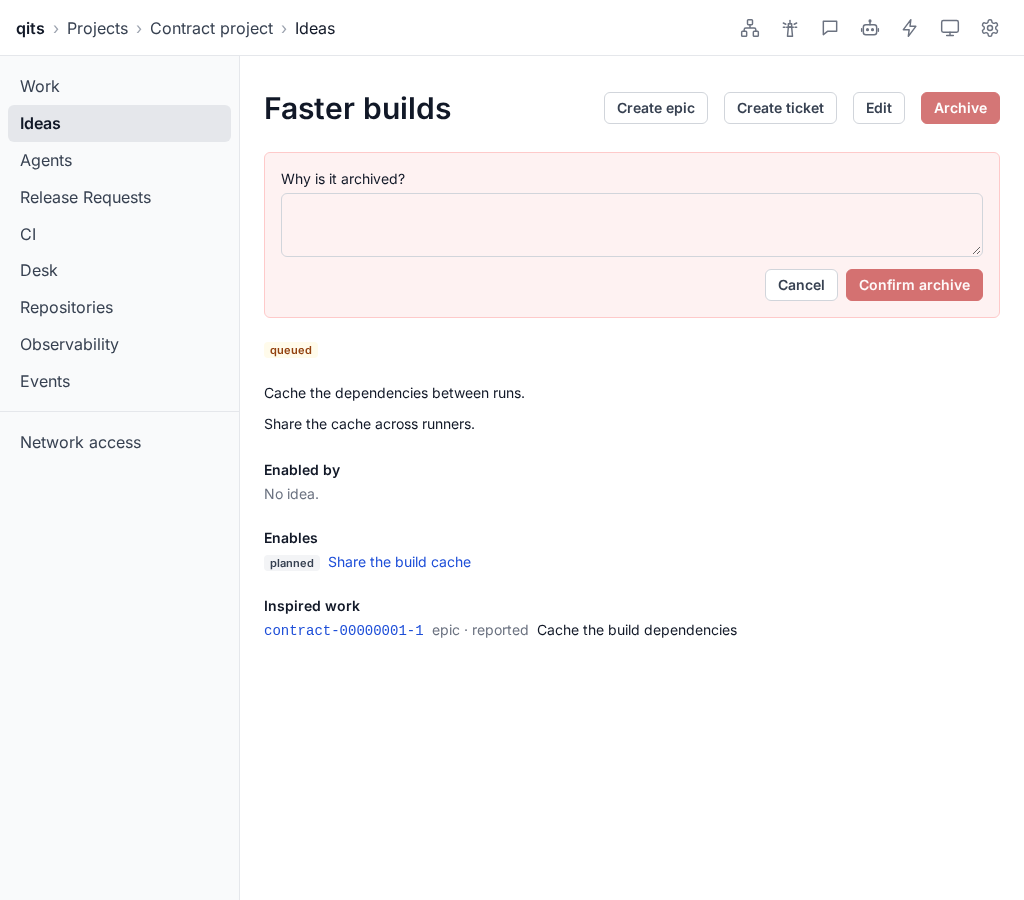 qits › Projects › Contract project › Ideas
Work
Ideas
Agents
Release Requests
CI
Desk
Repositories
Observability
Events
Network access
Faster builds
Create epic
Create ticket
Edit
Archive
Why is it archived?
Cancel
Confirm archive
queued
Cache the dependencies between runs.
Share the cache across runners.
Enabled by
No idea.
Enables
planned Share the build cache
Inspired work
contract-00000001-1 epic · reported Cache the build dependencies